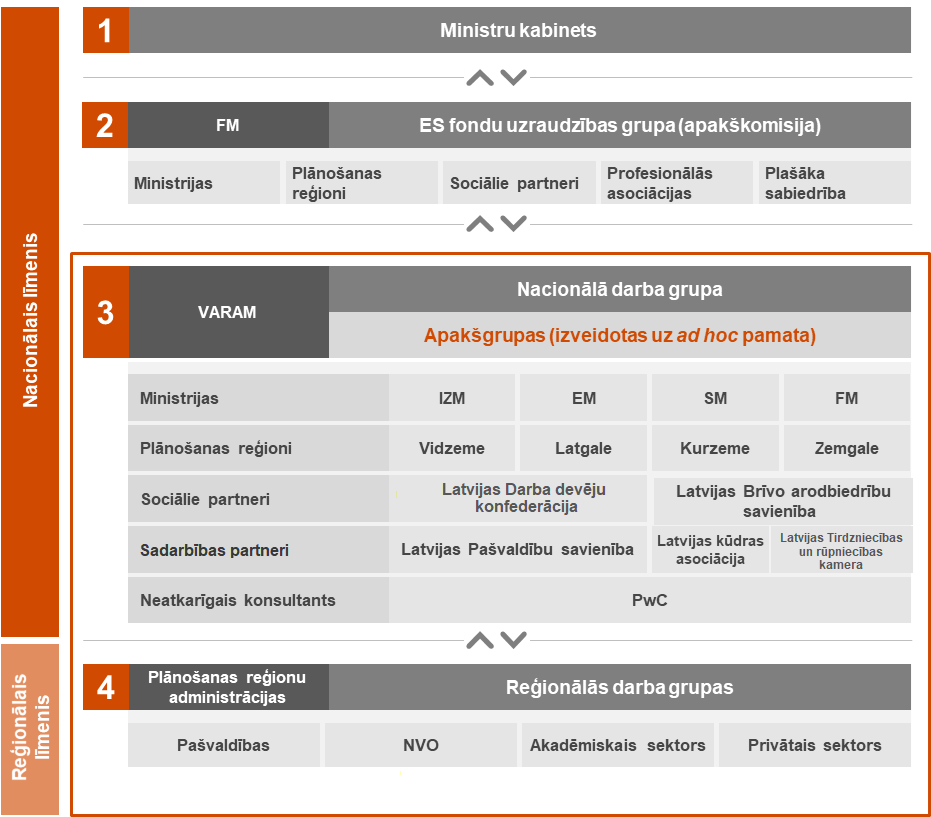 Nacionālais līmenis
1
Ministru kabinets
2
FM
ES fondu uzraudzības grupa (apakškomisija)
Ministrijas
Plānošanas
reģioni
Sociālie partneri
Profesionālās
asociācijas
Plašāka
sabiedrība
3
VARAM
Nacionālā darba grupa
Apakšgrupas (izveidotas uz ad hoc pamata)
Ministrijas
IZM
EM
SM
FM
Plānošanas reģioni
Vidzeme
Latgale
Kurzeme
Zemgale
Sociālie partneri
Latvijas Darba devēju
konfederācija
Latvijas Brīvo arodbiedrību
savienība
Sadarbības partneri
Latvijas Pašvaldību savienība
Latvijas kūdras
asociācija
Latvijas Tirdzniecības
un rūpniecības
kamera
Neatkarīgais konsultants
PwC
Reģionālais
līmenis
4
Plānošanas reģionu
administrācijas
Reģionālās darba grupas
Pašvaldības
NVO
Akadēmiskais sektors
Privātais sektors